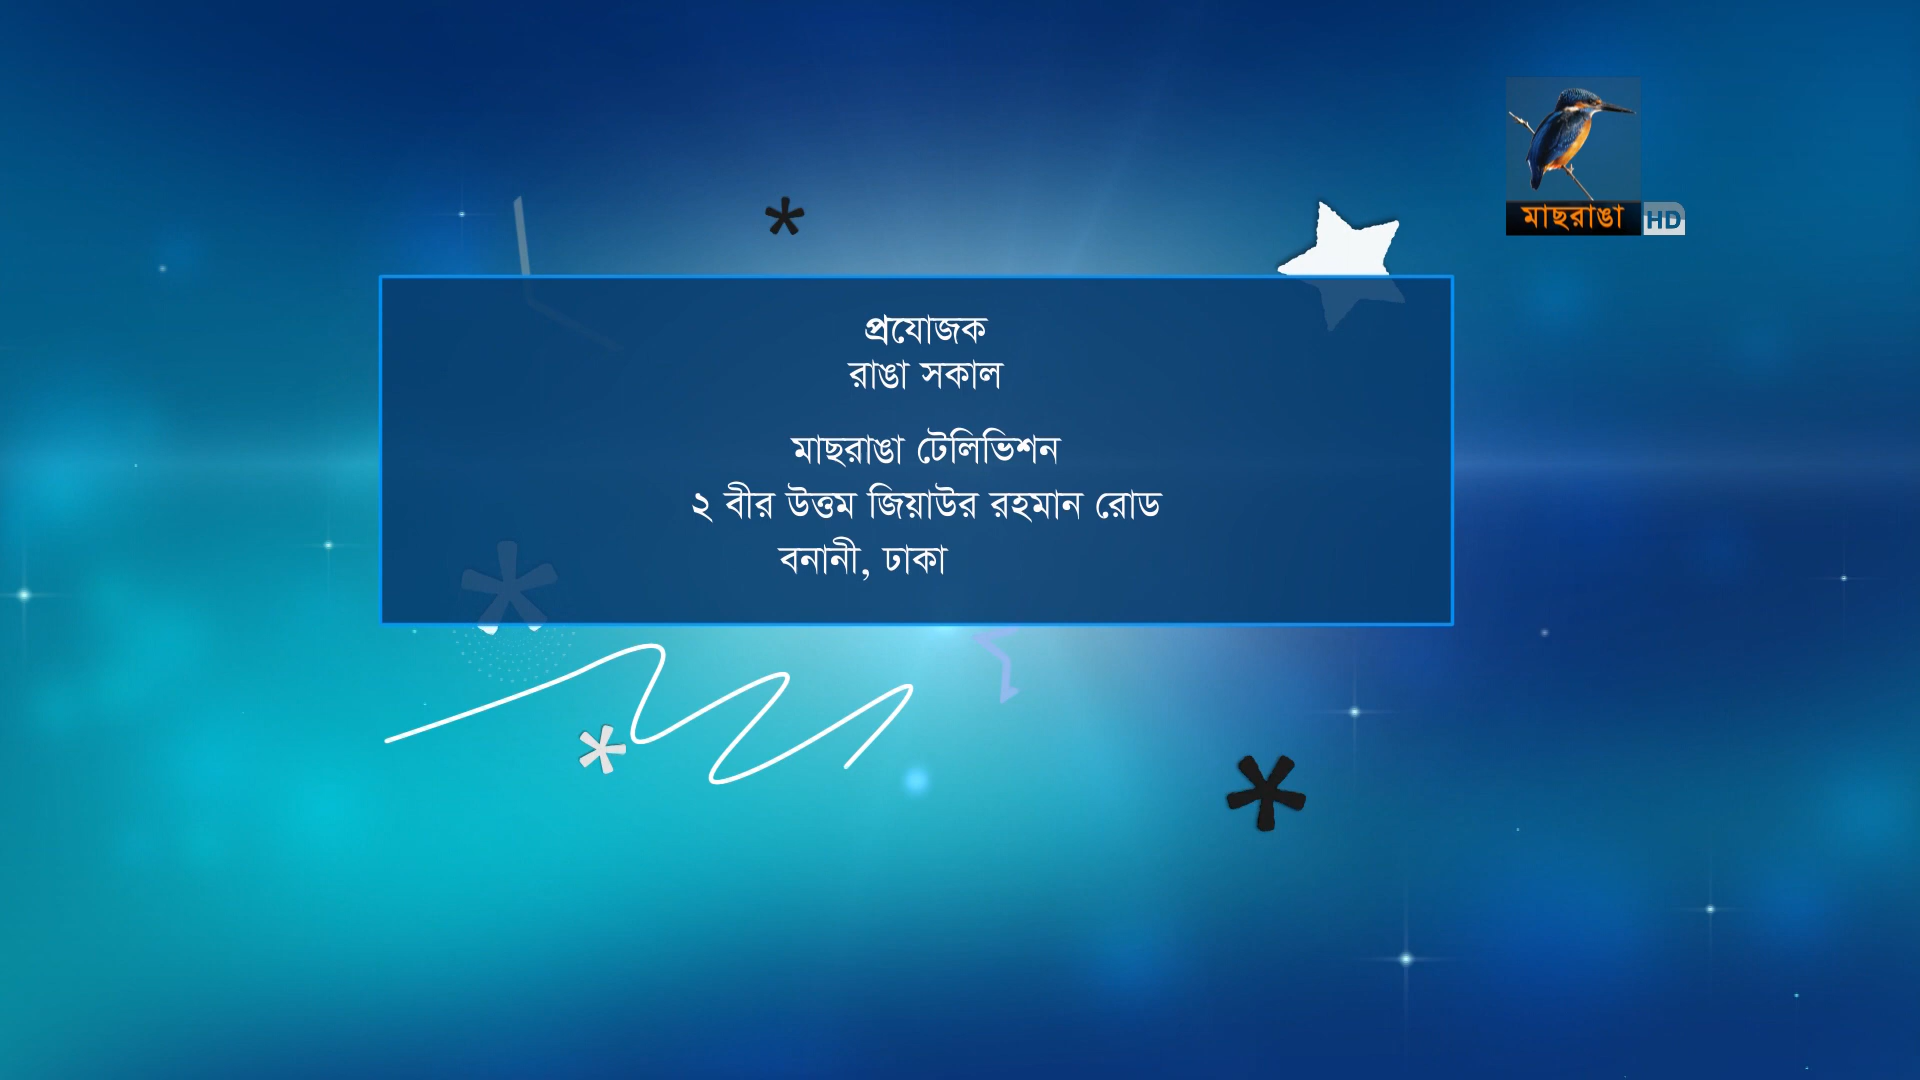 মাছরাঙা HD
প্রযোজক
রাঙা সকাল
মাছরাঙা টেলিভিশন
২ বীর উত্তম জিয়াউর রহমান রোড
বনানী, ঢাকা